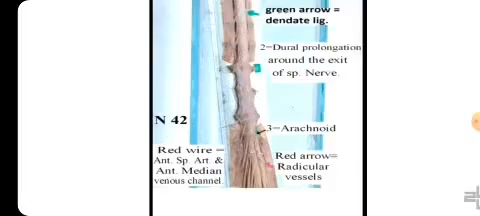 green arrow =
dendate lig.
2=Dural prolongation
around the exit
of sp. Nerve.
N 42
3=Arachnoid
Red wire =
Ant. Sp. Art &
Ant. Median
venous channel
Red arrow=
Radicular
vessels